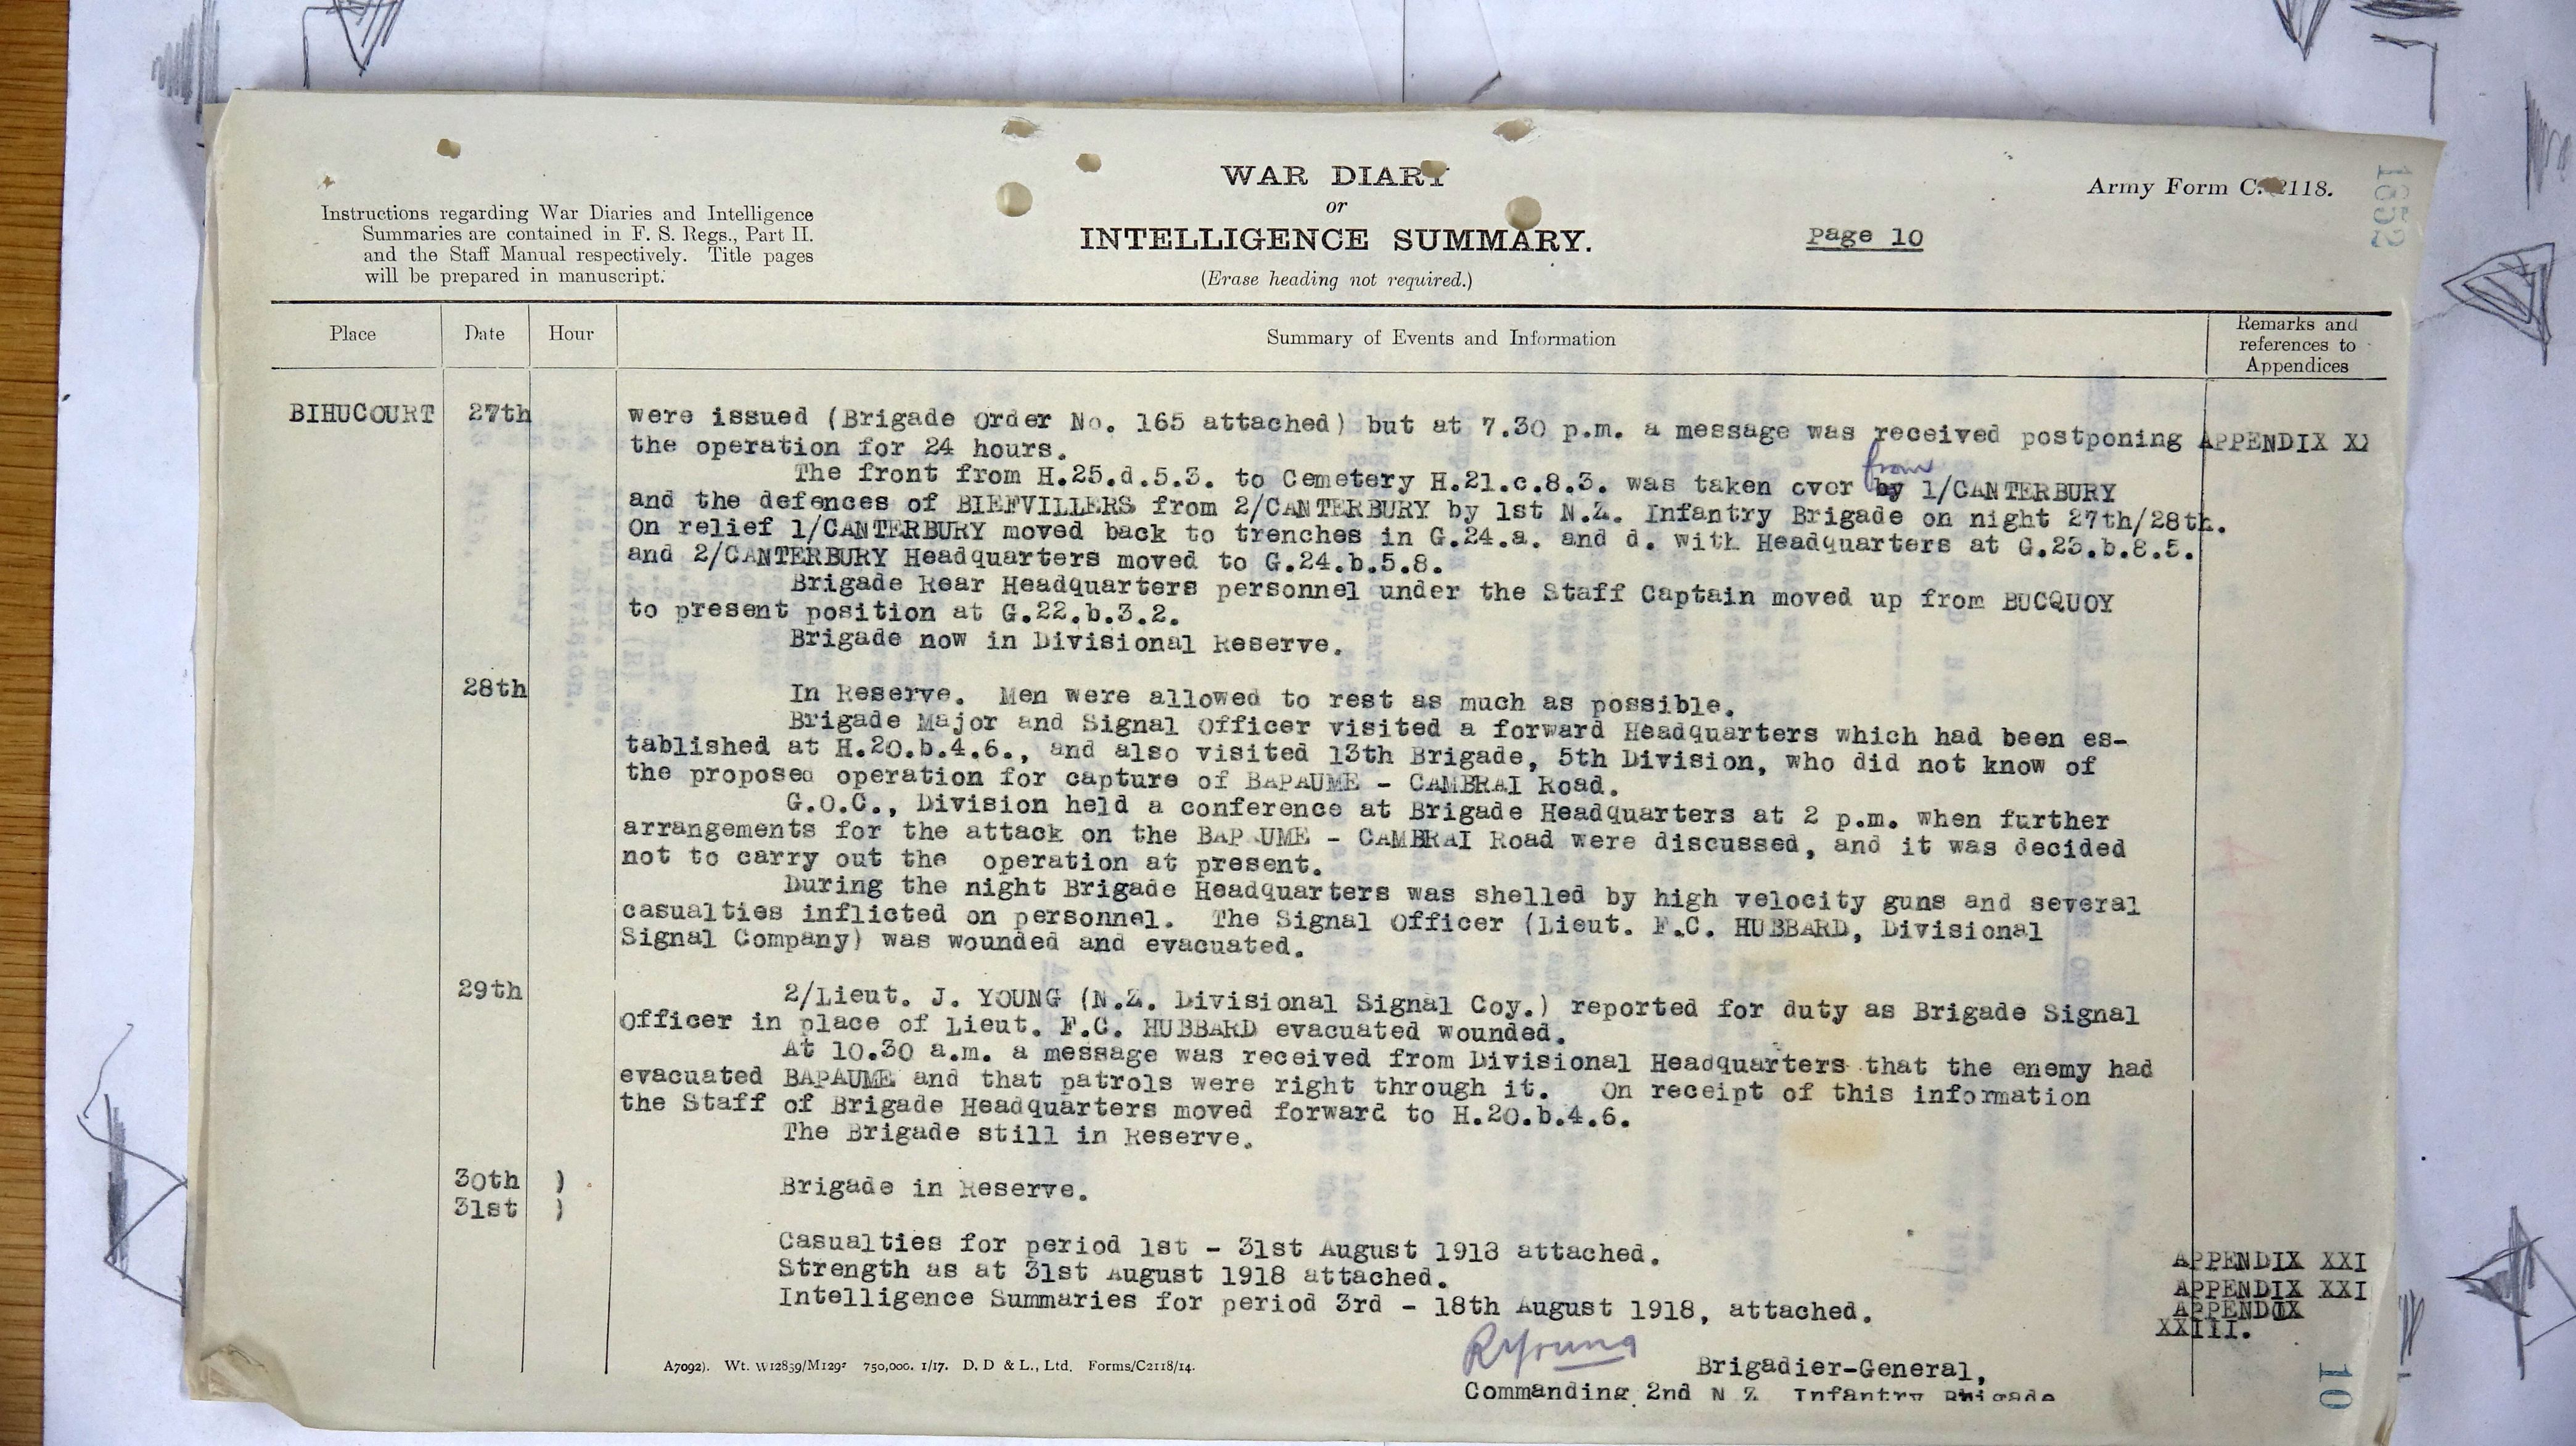 WAR DIARY
or
INTELLIGENCE SUMMARY.
(Erase heading not required.)
Instructions regarding War Diaries and Intelligence
Summaries are contained in F. S. Regs., Part II.
and the Staff Manual respectively. Title pages
will be prepared in manuscript.
Page 10
Army Form C. 2118.
1352
Place Date Hour Summary of Events and Information Remarks and references to Appendices
BIHUCOURT 27th were issued (Brigade Order No. 165 attached) but at 7.30 p.m. a message was received postponing APPENDIX
the operation for 24 hours.
The front from H.25.d.5.3. to Cemetery H.21.c.8.3. was taken over by from 1/CANTERBURY
and the defences of BIEFVILLERS from 2/CANTERBURY by 1st N.Z. Infantry Brigade on night 27th/28th.
On relief 1/CANTERBURY moved back to trenches in G.24.a. and d. with Headquarters at G.23.b.8.5.
and 2/CANTERBURY Headquarters moved to G.24.b.5.8.
Brigade Rear Headquarters personnel under the Staff Captain moved up from BUCQUOY
to present position at G.22.b.3.2.
Brigade now in Divisional Reserve.
28th In Reserve. Men were allowed to rest as much as possible.
Brigade Major and Signal Officer visited a forward Headquarters which had been es-
tablished at H.20.b.4.6., and also visited 13th Brigade, 5th Division, who did not know of
the proposed operation for capture of BAPAUME - CAMBRAI Road.
G.O.C., Division held a conference at Brigade Headquarters at 2 p.m. when further
arrangements for the attack on the BAPAUME - CAMBRAI Road were discussed, and it was decided
not to carry out the operation at present.
During the night Brigade Headquarters was shelled by high velocity guns and several
casualties inflicted on personnel. The Signal Officer (Lieut. F.C. HUBBARD, Divisional
Signal Company) was wounded and evacuated.
29th 2/Lieut. J. YOUNG (N.Z. Divisional Signal Coy.) reported for duty as Brigade Signal
Officer in place of Lieut. F.C. HUBBARD evacuated wounded.
At 10.30 a.m. a message was received from Divisional Headquarters that the enemy had
evacuated BAPAUME and that patrols were right through it. On receipt of this information
the Staff of Brigade Headquarters moved forward to H.20.b.4.6.
The Brigade still in Reserve.
30th ) Brigade in Reserve.
31st )
Casualties for period 1st - 31st August 1918 attached. APPENDIX XXI
Strength as at 31st August 1918 attached. APPENDIX XXI
Intelligence Summaries for period 3rd - 18th August 1918, attached. APPENDIX
XXIII.
RYoung
Brigadier-General,
Commanding 2nd N Z Infantry Brigade
A7092). Wt. W12859/M129 750,000. 1/17. D. D & L., Ltd. Forms/C2118/14.
10